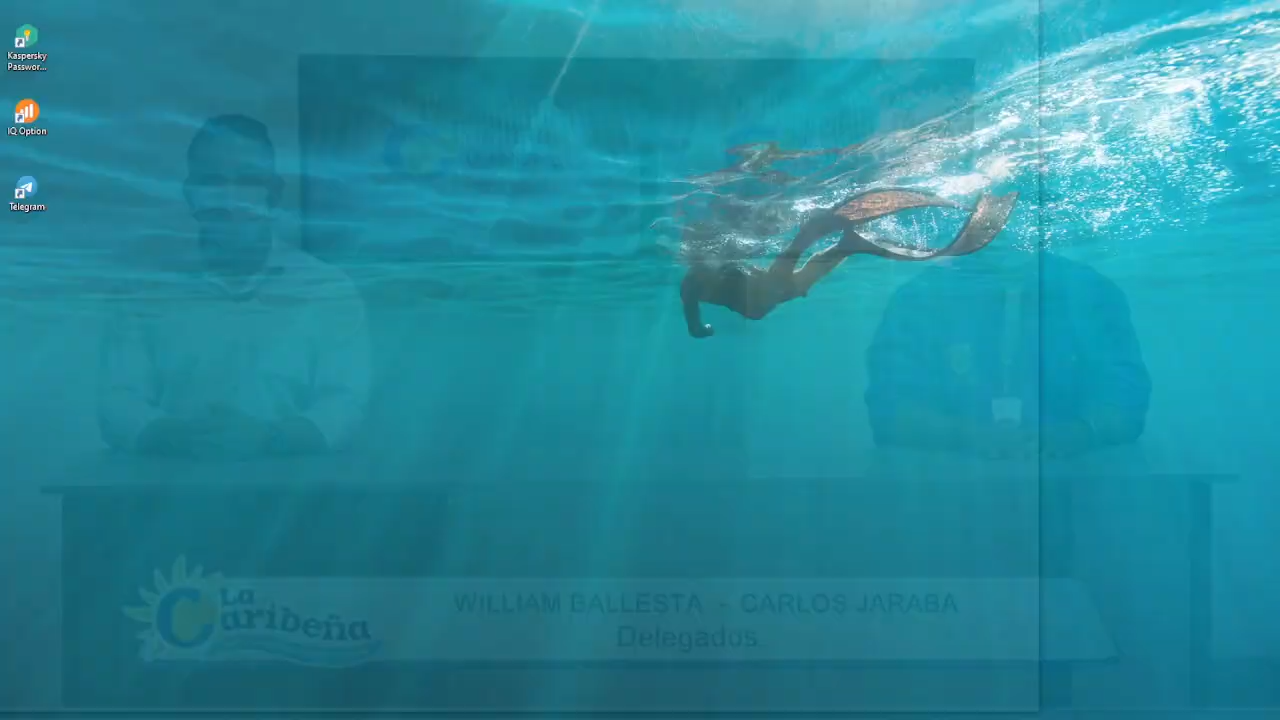 Kaspersky
Passwor...
IQ Option
Telegram
La
Caribeña
WILLIAM BALLESTA - CARLOS JARABA
Delegados